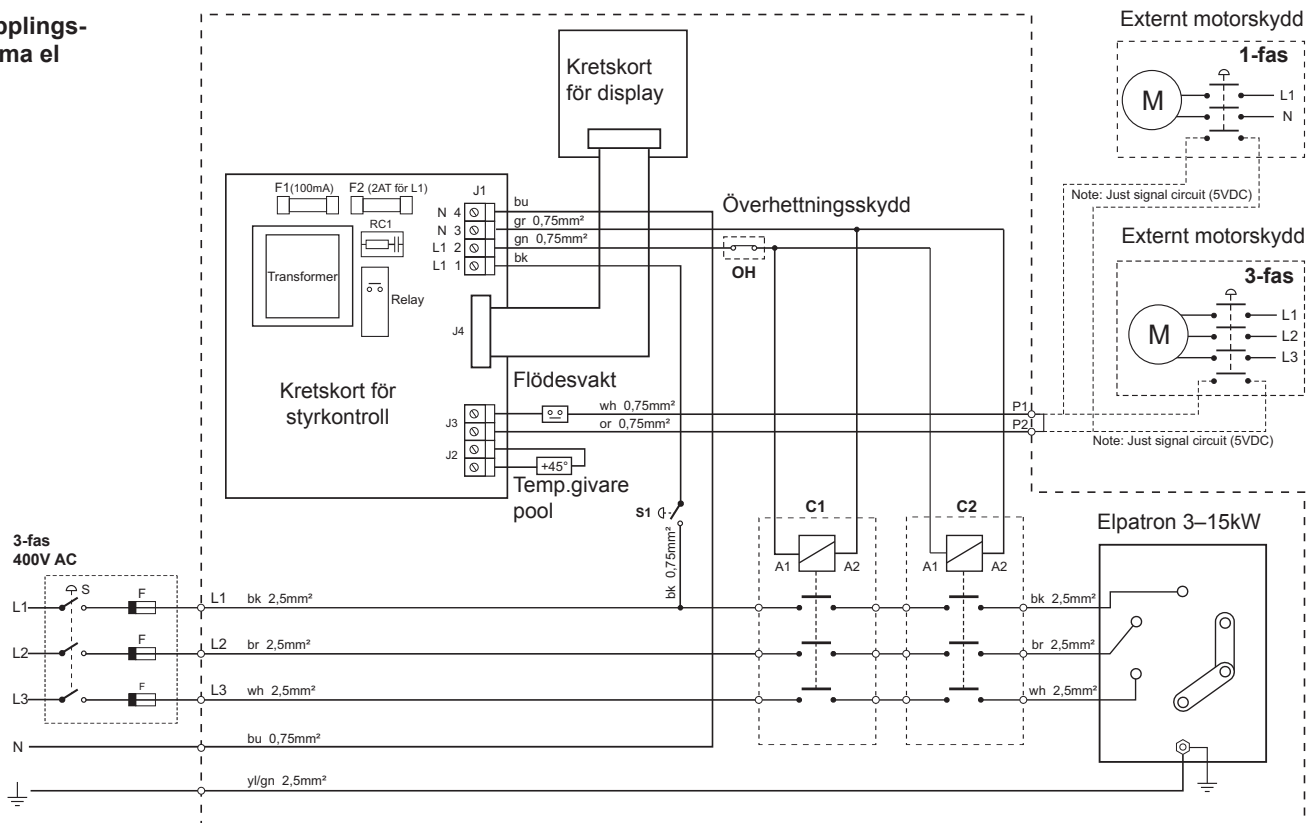 pplings-
ma el
Kretskort
för display
Externt motorskydd
1-fas
M
L1
N
Note: Just signal circuit (5VDC)
Externt motorskydd
3-fas
M
L1
L2
L3
Note: Just signal circuit (5VDC)
F1(100mA) F2 (2AT för L1)
RC1
Transformer
Relay
J1
N 4
N 3
L1 2
L1 1
bu
gr 0,75mm²
gn 0,75mm²
bk
Överhettningsskydd
OH
J4
Kretskort för
styrkontroll
Flödesvakt
J3
wh 0,75mm²
or 0,75mm²
P1
P2
J2
+45°
Temp.givare
pool
S1
bk 0,75mm²
C1
A1 A2
C2
A1 A2
Elpatron 3–15kW
3-fas
400V AC
S
F
L1
L1 bk 2,5mm²
bk 2,5mm²
F
L2
L2 br 2,5mm²
br 2,5mm²
F
L3
L3 wh 2,5mm²
wh 2,5mm²
N
bu 0,75mm²
yl/gn 2,5mm²